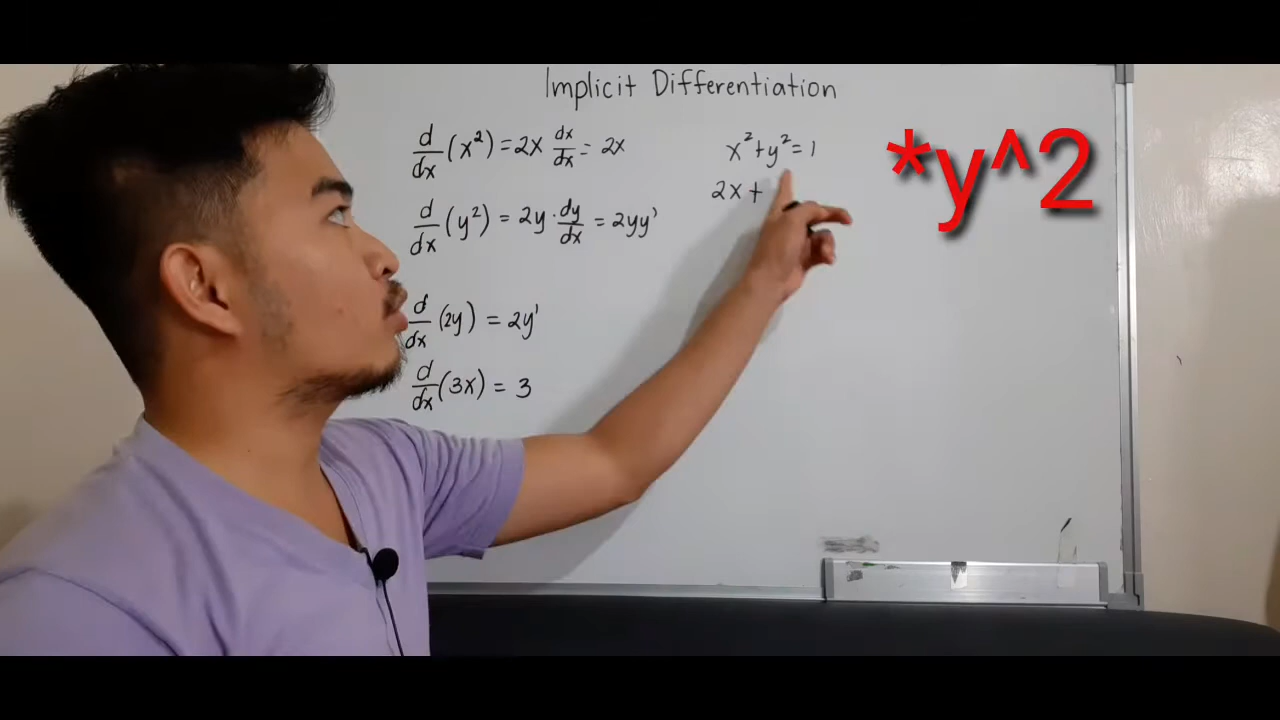 Implicit Differentiation
d/dx (x²) = 2x dx/dx = 2x
d/dx (y²) = 2y · dy/dx = 2yy'
d/dx (2y) = 2y'
d/dx (3x) = 3
x² + y² = 1
2x +
*y^2